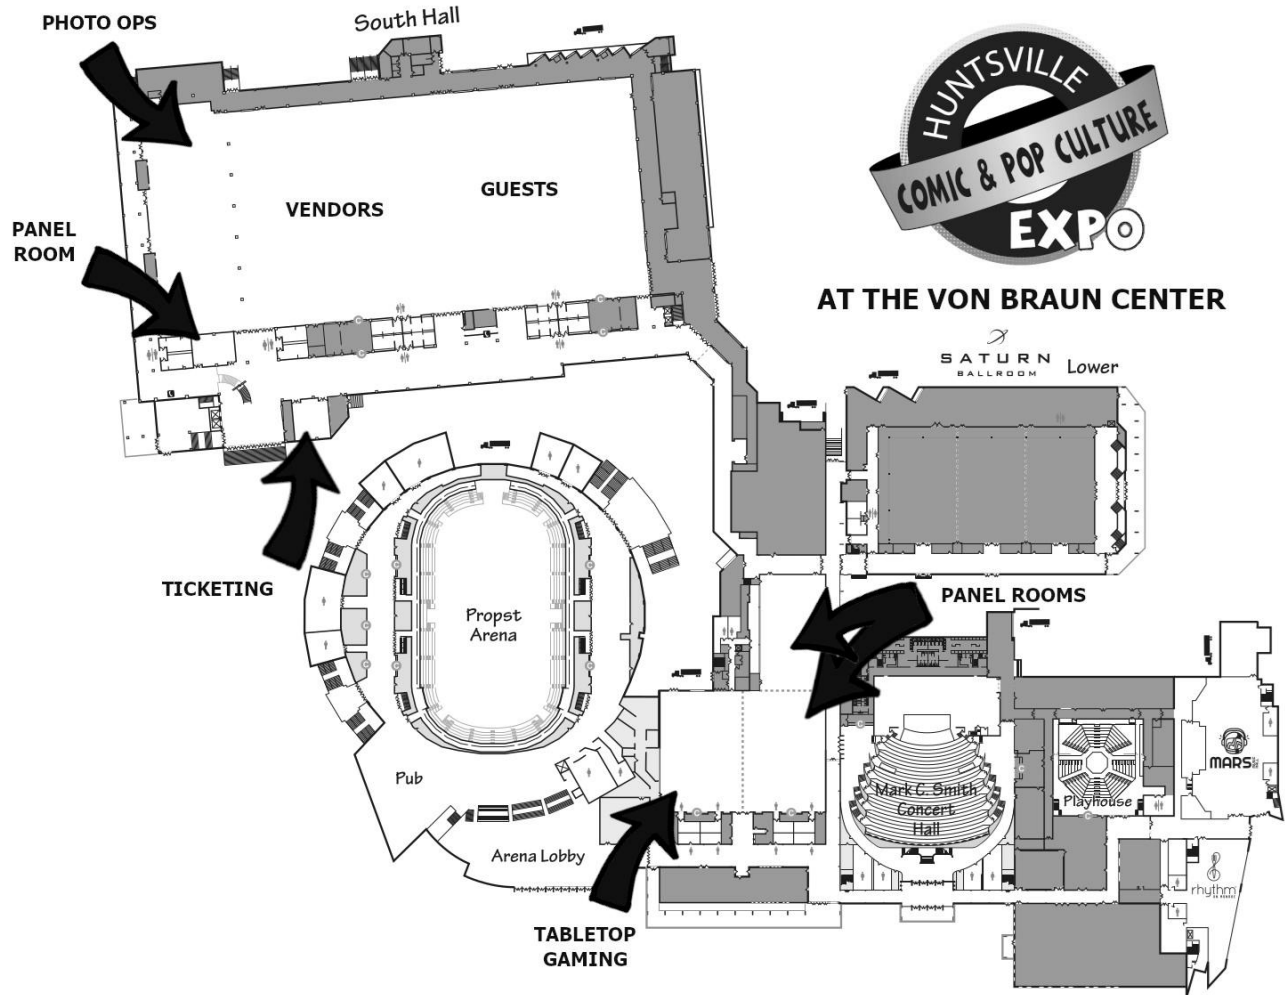 PHOTO OPS
South Hall
HUNTSVILLE
COMIC & POP CULTURE
EXPO
GUESTS
VENDORS
PANEL
ROOM
AT THE VON BRAUN CENTER
SATURN
BALLROOM
Lower
TICKETING
PANEL ROOMS
Propst
Arena
MARS
Pub
Mark C. Smith
Concert
Hall
Playhouse
Arena Lobby
rhythm
TABLETOP
GAMING